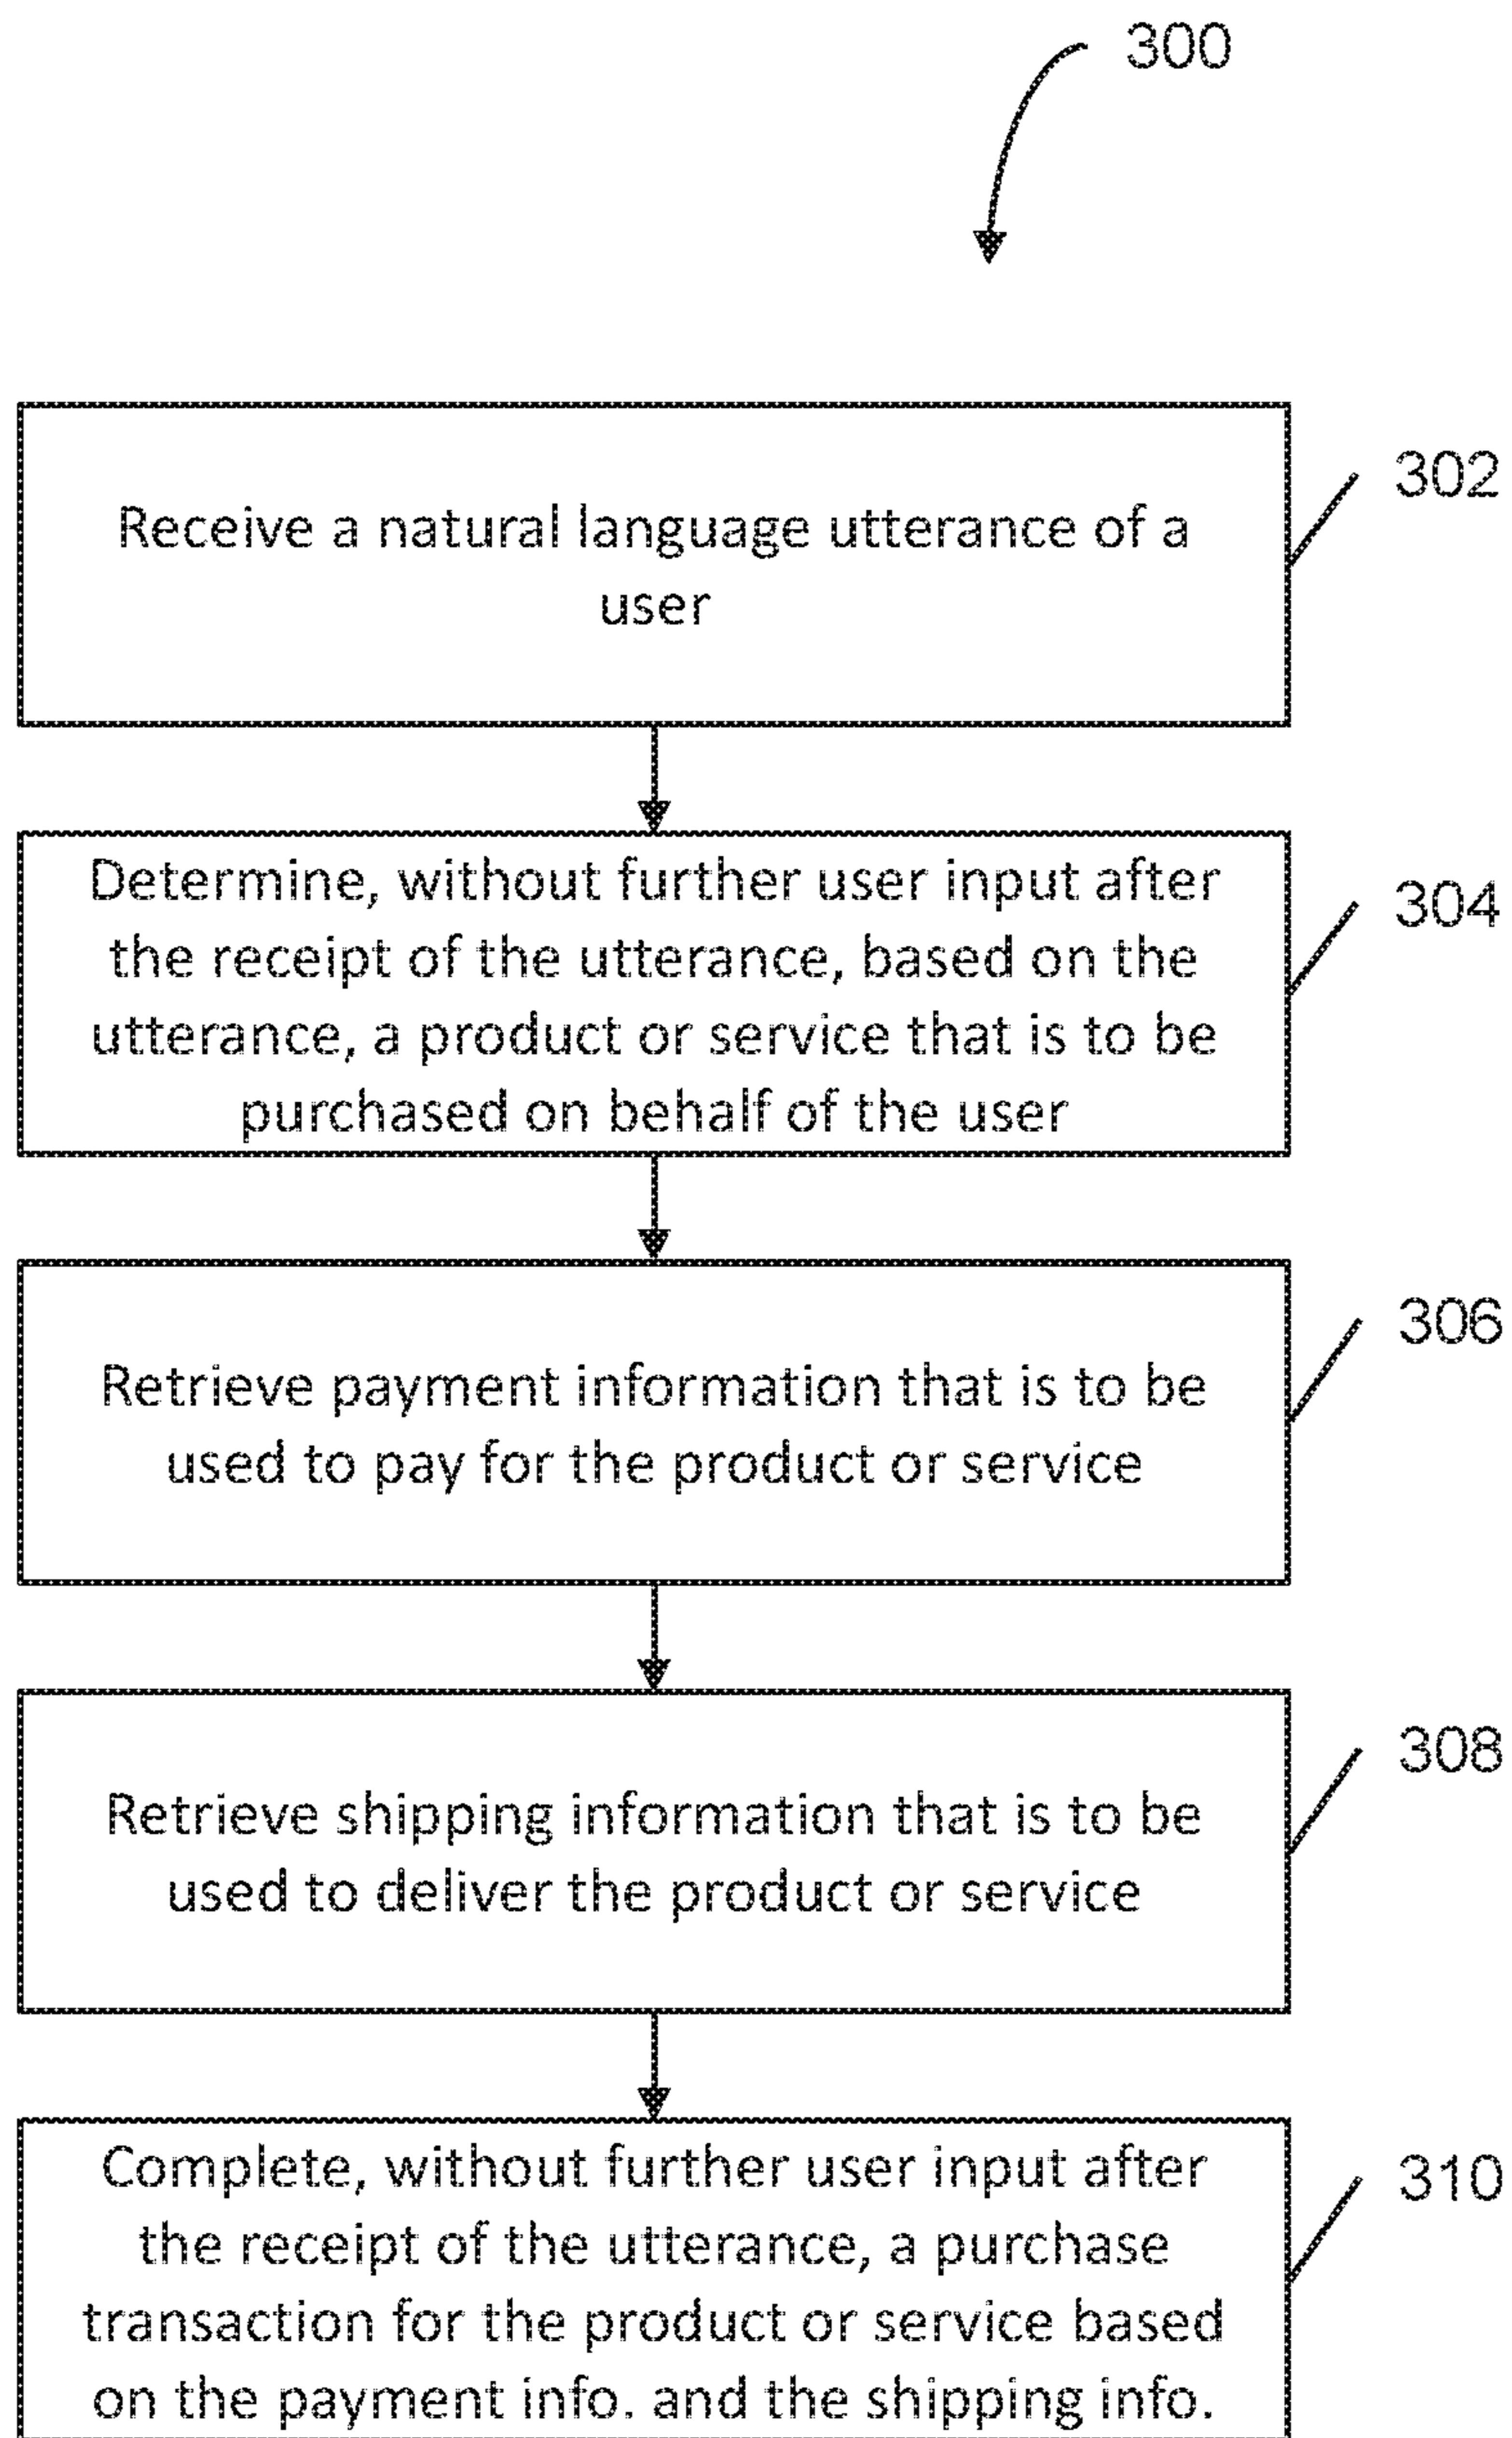 300
Receive a natural language utterance of a
user
302
Determine, without further user input after
the receipt of the utterance, based on the
utterance, a product or service that is to be
purchased on behalf of the user
304
Retrieve payment information that is to be
used to pay for the product or service
306
Retrieve shipping information that is to be
used to deliver the product or service
308
Complete, without further user input after
the receipt of the utterance, a purchase
transaction for the product or service based
on the payment info. and the shipping info.
310